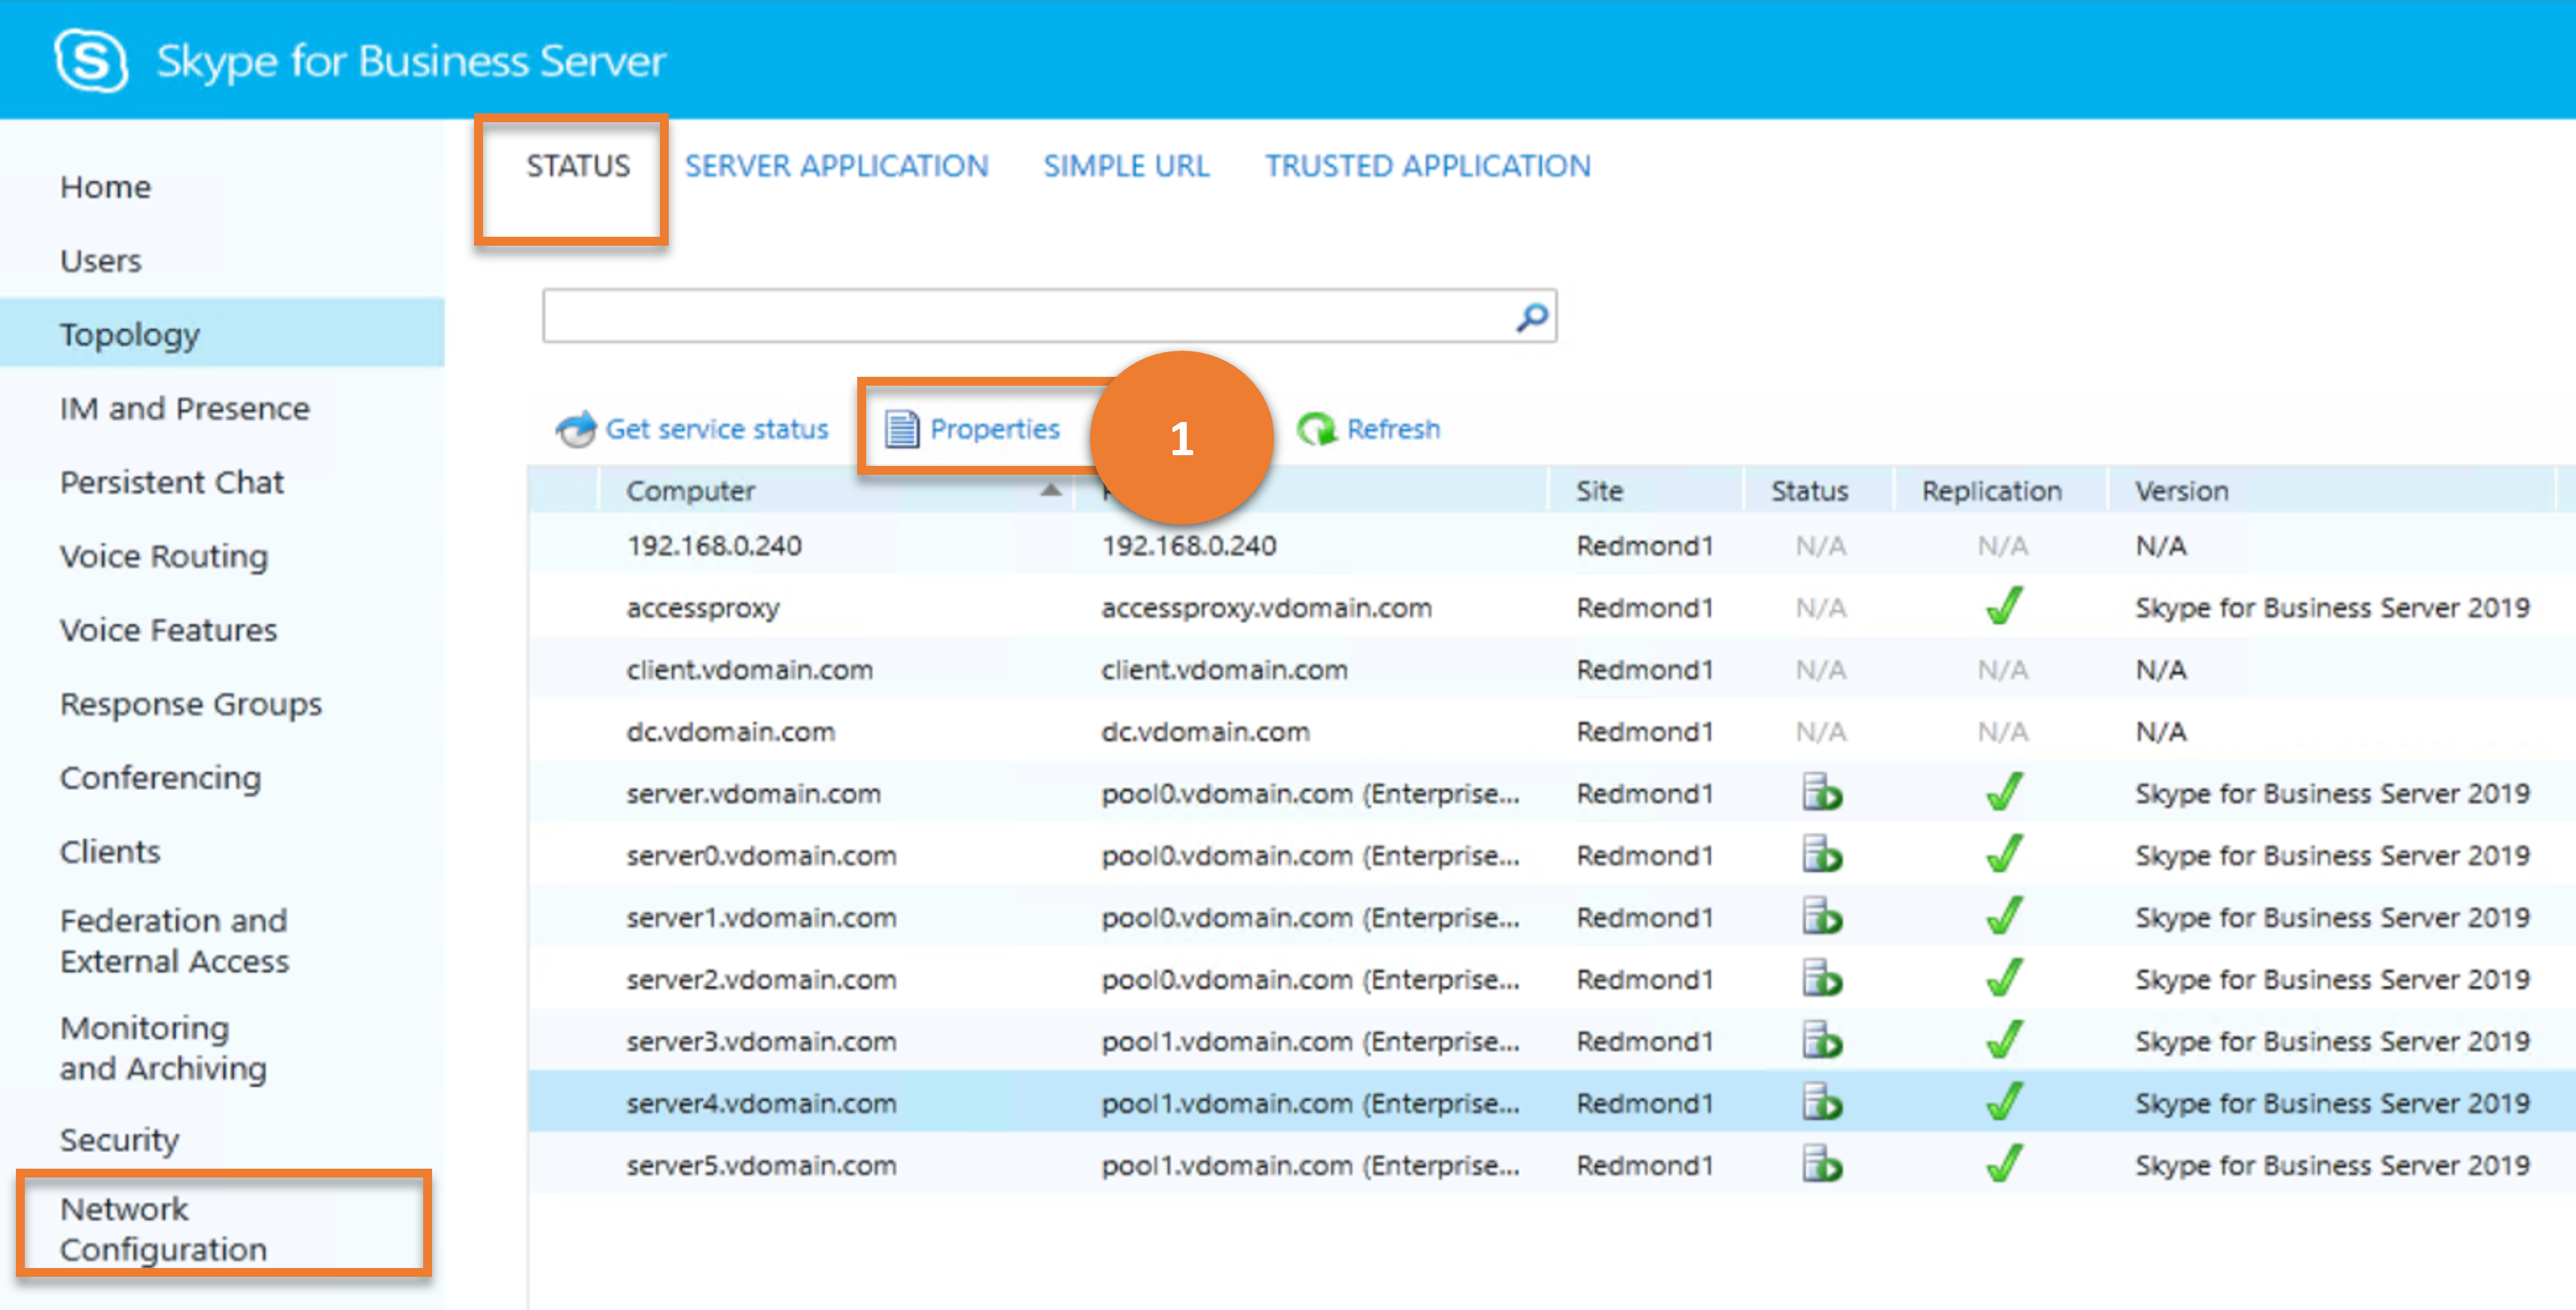 Skype for Business Server
STATUS SERVER APPLICATION SIMPLE URL TRUSTED APPLICATION
Home
Users
Topology
IM and Presence
Persistent Chat
Voice Routing
Voice Features
Response Groups
Conferencing
Clients
Federation and
External Access
Monitoring
and Archiving
Security
Network
Configuration
Get service status Properties 1 Refresh
Computer Site Status Replication Version
192.168.0.240 192.168.0.240 Redmond1 N/A N/A N/A
accessproxy accessproxy.vdomain.com Redmond1 N/A Skype for Business Server 2019
client.vdomain.com client.vdomain.com Redmond1 N/A N/A N/A
dc.vdomain.com dc.vdomain.com Redmond1 N/A N/A N/A
server.vdomain.com pool0.vdomain.com (Enterprise... Redmond1 Skype for Business Server 2019
server0.vdomain.com pool0.vdomain.com (Enterprise... Redmond1 Skype for Business Server 2019
server1.vdomain.com pool0.vdomain.com (Enterprise... Redmond1 Skype for Business Server 2019
server2.vdomain.com pool0.vdomain.com (Enterprise... Redmond1 Skype for Business Server 2019
server3.vdomain.com pool1.vdomain.com (Enterprise... Redmond1 Skype for Business Server 2019
server4.vdomain.com pool1.vdomain.com (Enterprise... Redmond1 Skype for Business Server 2019
server5.vdomain.com pool1.vdomain.com (Enterprise... Redmond1 Skype for Business Server 2019